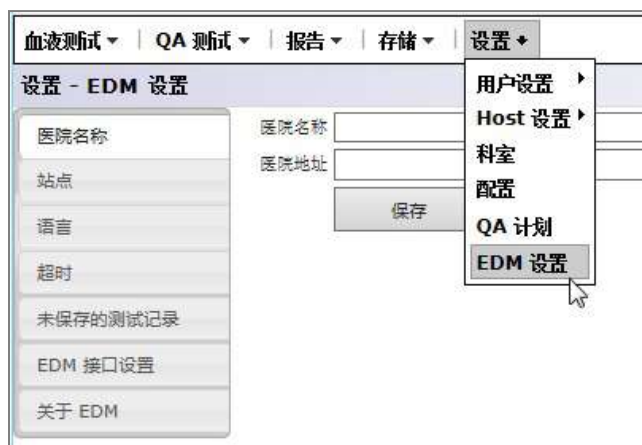 血液测试 QA 测试 报告 存储 设置
设置 - EDM 设置
用户设置
Host 设置
科室
配置
QA 计划
EDM 设置
医院名称
站点
语言
超时
未保存的测试记录
EDM 接口设置
关于 EDM
医院名称
医院地址
保存